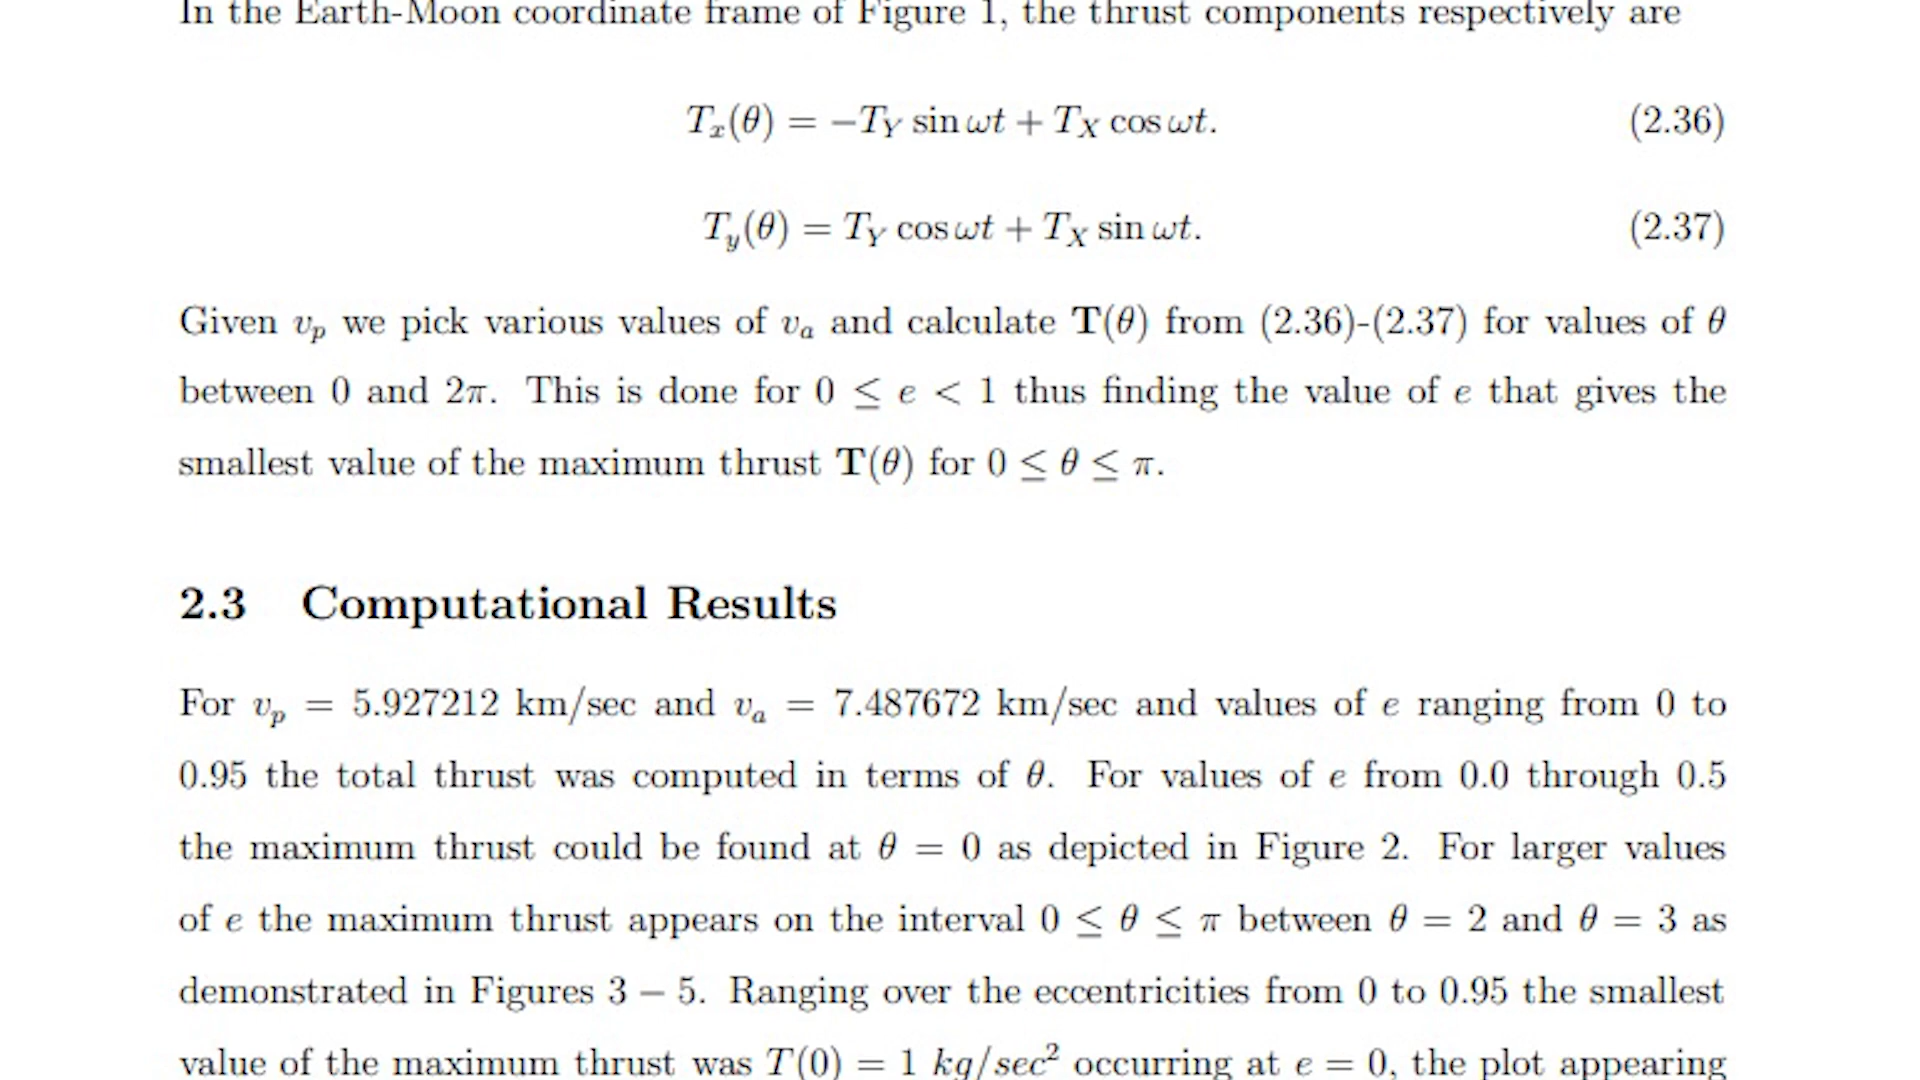 In the Earth-Moon coordinate frame of Figure 1, the thrust components respectively are
T_x(θ) = −T_Y sin ωt + T_X cos ωt. (2.36)
T_y(θ) = T_Y cos ωt + T_X sin ωt. (2.37)
Given v_p we pick various values of v_a and calculate T(θ) from (2.36)-(2.37) for values of θ
between 0 and 2π. This is done for 0 ≤ e < 1 thus finding the value of e that gives the
smallest value of the maximum thrust T(θ) for 0 ≤ θ ≤ π.
2.3 Computational Results
For v_p = 5.927212 km/sec and v_a = 7.487672 km/sec and values of e ranging from 0 to
0.95 the total thrust was computed in terms of θ. For values of e from 0.0 through 0.5
the maximum thrust could be found at θ = 0 as depicted in Figure 2. For larger values
of e the maximum thrust appears on the interval 0 ≤ θ ≤ π between θ = 2 and θ = 3 as
demonstrated in Figures 3 − 5. Ranging over the eccentricities from 0 to 0.95 the smallest
value of the maximum thrust was T(0) = 1 kg/sec² occurring at e = 0, the plot appearing